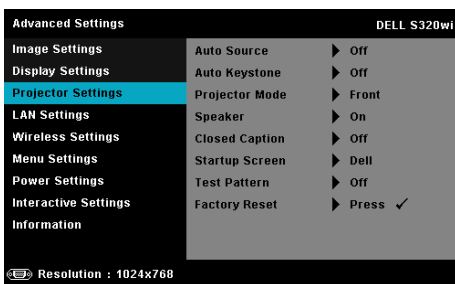 Advanced Settings DELL S320wi
Image Settings Auto Source Off
Display Settings Auto Keystone Off
Projector Settings Projector Mode Front
LAN Settings Speaker On
Wireless Settings Closed Caption Off
Menu Settings Startup Screen Dell
Power Settings Test Pattern Off
Interactive Settings Factory Reset Press ✓
Information
Resolution : 1024x768